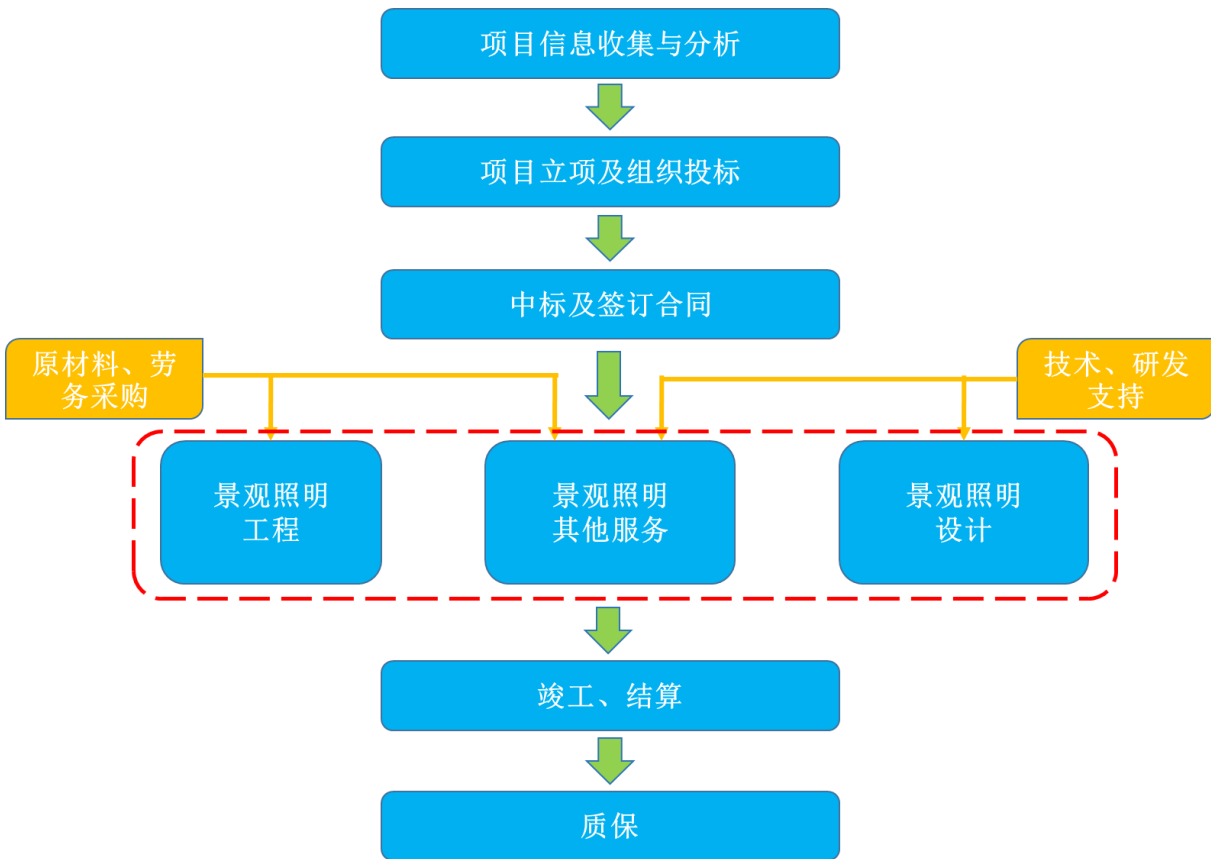 项目信息收集与分析
项目立项及组织投标
中标及签订合同
原材料、劳
务采购
技术、研发
支持
景观照明
工程
景观照明
其他服务
景观照明
设计
竣工、结算
质保